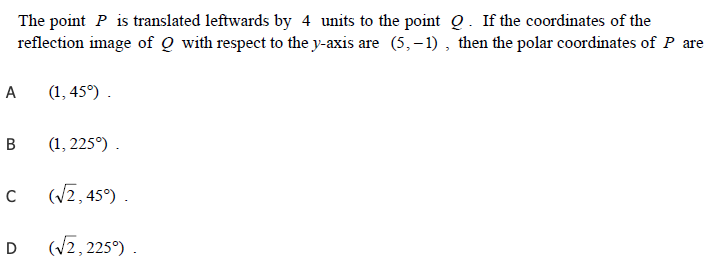 The point P is translated leftwards by 4 units to the point Q . If the coordinates of the
reflection image of Q with respect to the y-axis are (5, −1) , then the polar coordinates of P are
A (1, 45°) .
B (1, 225°) .
C (√2, 45°) .
D (√2, 225°) .